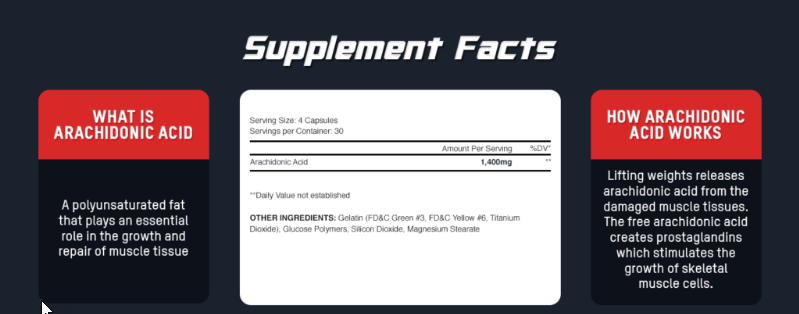 Supplement Facts
WHAT IS
ARACHIDONIC ACID
A polyunsaturated fat
that plays an essential
role in the growth and
repair of muscle tissue
Serving Size: 4 Capsules
Servings per Container: 30
Amount Per Serving %DV*
Arachidonic Acid 1,400mg **
**Daily Value not established
OTHER INGREDIENTS: Gelatin (FD&C Green #3, FD&C Yellow #6, Titanium
Dioxide), Glucose Polymers, Silicon Dioxide, Magnesium Stearate
HOW ARACHIDONIC
ACID WORKS
Lifting weights releases
arachidonic acid from the
damaged muscle tissues.
The free arachidonic acid
creates prostaglandins
which stimulates the
growth of skeletal
muscle cells.